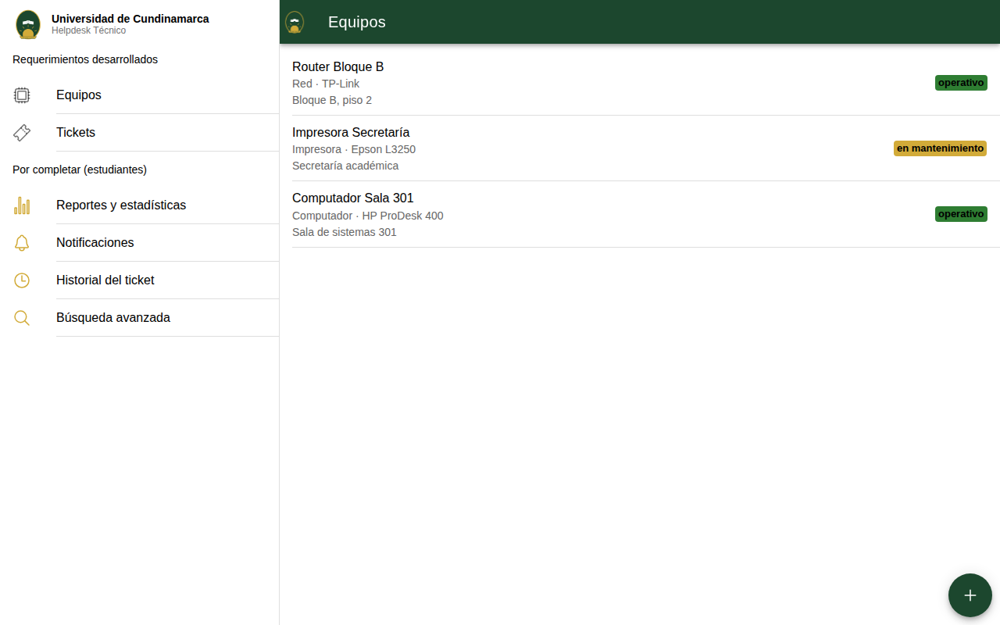 Universidad de Cundinamarca
Helpdesk Técnico
Requerimientos desarrollados
Equipos
Tickets
Por completar (estudiantes)
Reportes y estadísticas
Notificaciones
Historial del ticket
Búsqueda avanzada
Equipos
Router Bloque B
Red · TP-Link
Bloque B, piso 2
operativo
Impresora Secretaría
Impresora · Epson L3250
Secretaría académica
en mantenimiento
Computador Sala 301
Computador · HP ProDesk 400
Sala de sistemas 301
operativo